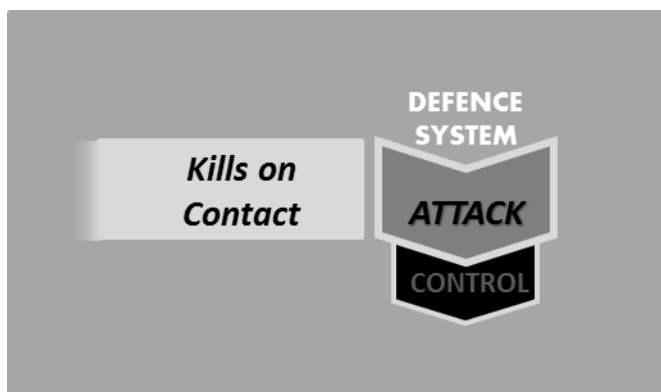 DEFENCE
SYSTEM
Kills on
Contact
ATTACK
CONTROL